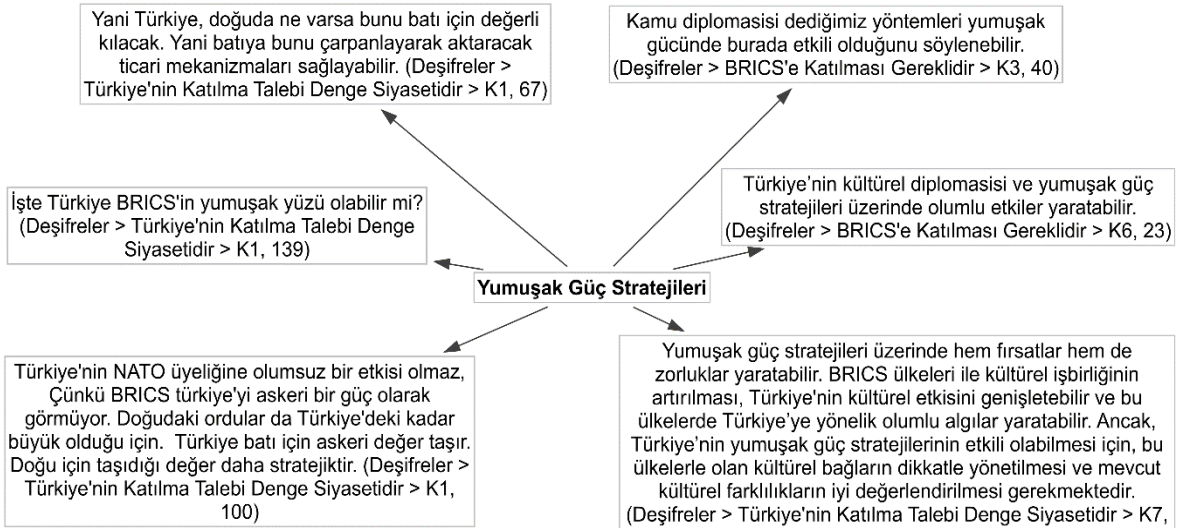 Yani Türkiye, doğuda ne varsa bunu batı için değerli
kılacak. Yani batıya bunu çarpanlayarak aktaracak
ticari mekanizmaları sağlayabilir. (Deşifreler >
Türkiye'nin Katılma Talebi Denge Siyasetidir > K1, 67)
Kamu diplomasisi dediğimiz yöntemleri yumuşak
gücünde burada etkili olduğunu söylenebilir.
(Deşifreler > BRICS'e Katılması Gereklidir > K3, 40)
İşte Türkiye BRICS'in yumuşak yüzü olabilir mi?
(Deşifreler > Türkiye'nin Katılma Talebi Denge
Siyasetidir > K1, 139)
Türkiye’nin kültürel diplomasisi ve yumuşak güç
stratejileri üzerinde olumlu etkiler yaratabilir.
(Deşifreler > BRICS'e Katılması Gereklidir > K6, 23)
Yumuşak Güç Stratejileri
Türkiye'nin NATO üyeliğine olumsuz bir etkisi olmaz,
Çünkü BRICS türkiye'yi askeri bir güç olarak
görmüyor. Doğudaki ordular da Türkiye'deki kadar
büyük olduğu için. Türkiye batı için askeri değer taşır.
Doğu için taşıdığı değer daha stratejiktir. (Deşifreler >
Türkiye'nin Katılma Talebi Denge Siyasetidir > K1,
100)
Yumuşak güç stratejileri üzerinde hem fırsatlar hem de
zorluklar yaratabilir. BRICS ülkeleri ile kültürel işbirliğinin
artırılması, Türkiye'nin kültürel etkisini genişletebilir ve bu
ülkelerde Türkiye’ye yönelik olumlu algılar yaratabilir. Ancak,
Türkiye’nin yumuşak güç stratejilerinin etkili olabilmesi için, bu
ülkelerle olan kültürel bağların dikkatle yönetilmesi ve mevcut
kültürel farklılıkların iyi değerlendirilmesi gerekmektedir.
(Deşifreler > Türkiye'nin Katılma Talebi Denge Siyasetidir > K7,